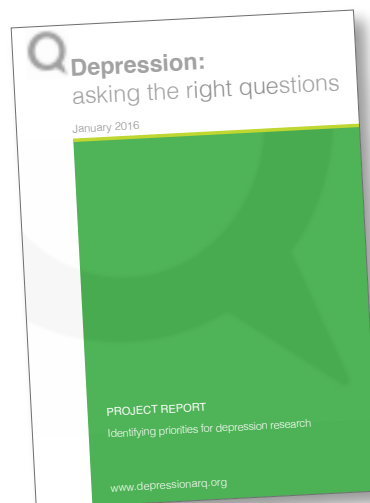 Depression:
asking the right questions
January 2016
PROJECT REPORT
Identifying priorities for depression research
www.depressionarq.org